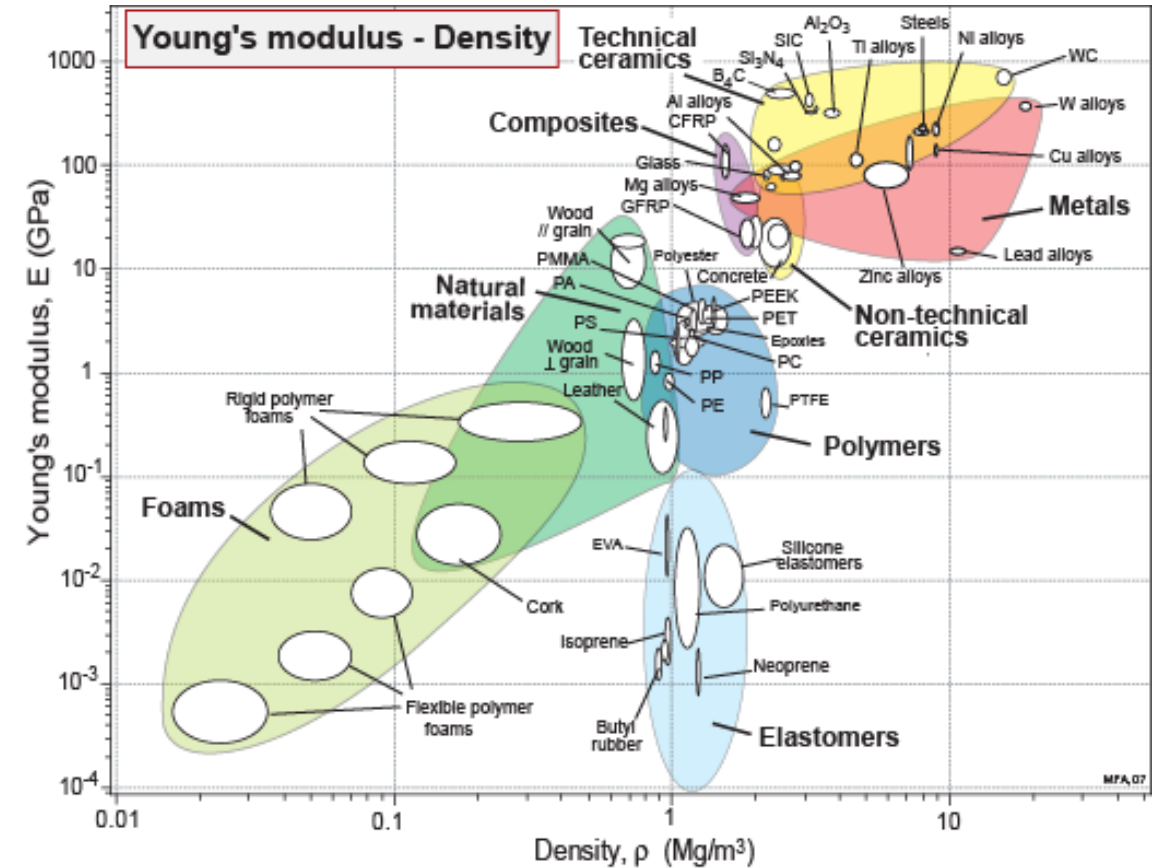 Young's modulus - Density
Young's modulus, E (GPa)
1000
100
10
1
10-1
10-2
10-3
10-4
0.01
0.1
1
10
Density, ρ (Mg/m3)
Technical
ceramics
Composites
Natural
materials
Foams
Metals
Non-technical
ceramics
Polymers
Elastomers
Al2O3
SiC
Si3N4
B4C
Steels
Ti alloys
Ni alloys
WC
W alloys
Cu alloys
Lead alloys
Zinc alloys
Al alloys
CFRP
Glass
Mg alloys
GFRP
Wood
// grain
PMMA
PA
PS
Wood
⊥ grain
Leather
Polyester
Concrete
PEEK
PET
Epoxies
PC
PP
PE
PTFE
Rigid polymer
foams
Cork
Flexible polymer
foams
EVA
Silicone
elastomers
Polyurethane
Isoprene
Neoprene
Butyl
rubber
MFA, 07